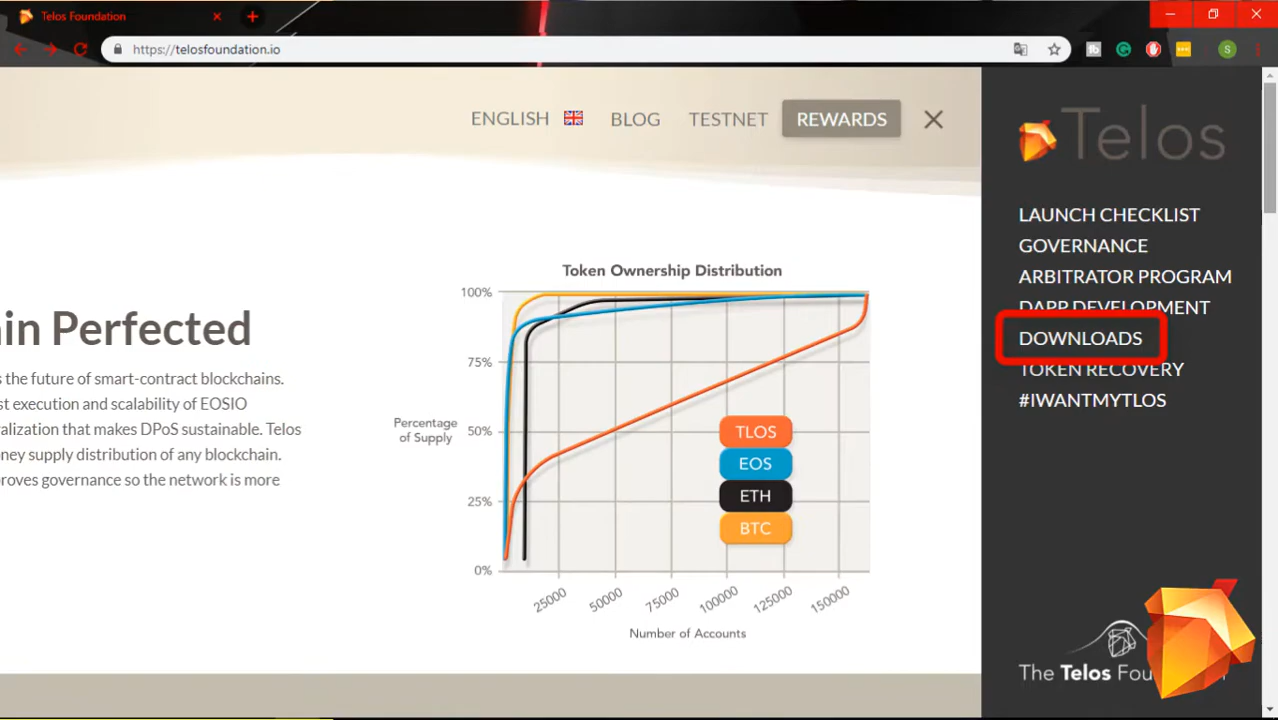 Telos Foundation
https://telosfoundation.io
ENGLISH BLOG TESTNET REWARDS
Telos
LAUNCH CHECKLIST
GOVERNANCE
ARBITRATOR PROGRAM
DAPP DEVELOPMENT
DOWNLOADS
TOKEN RECOVERY
#IWANTMYTLOS
in Perfected
s the future of smart-contract blockchains.
st execution and scalability of EOSIO
alization that makes DPoS sustainable. Telos
ney supply distribution of any blockchain.
proves governance so the network is more
Token Ownership Distribution
100%
75%
Percentage
of Supply
50%
25%
0%
TLOS
EOS
ETH
BTC
25000 50000 75000 100000 125000 150000
Number of Accounts
The Telos Fou